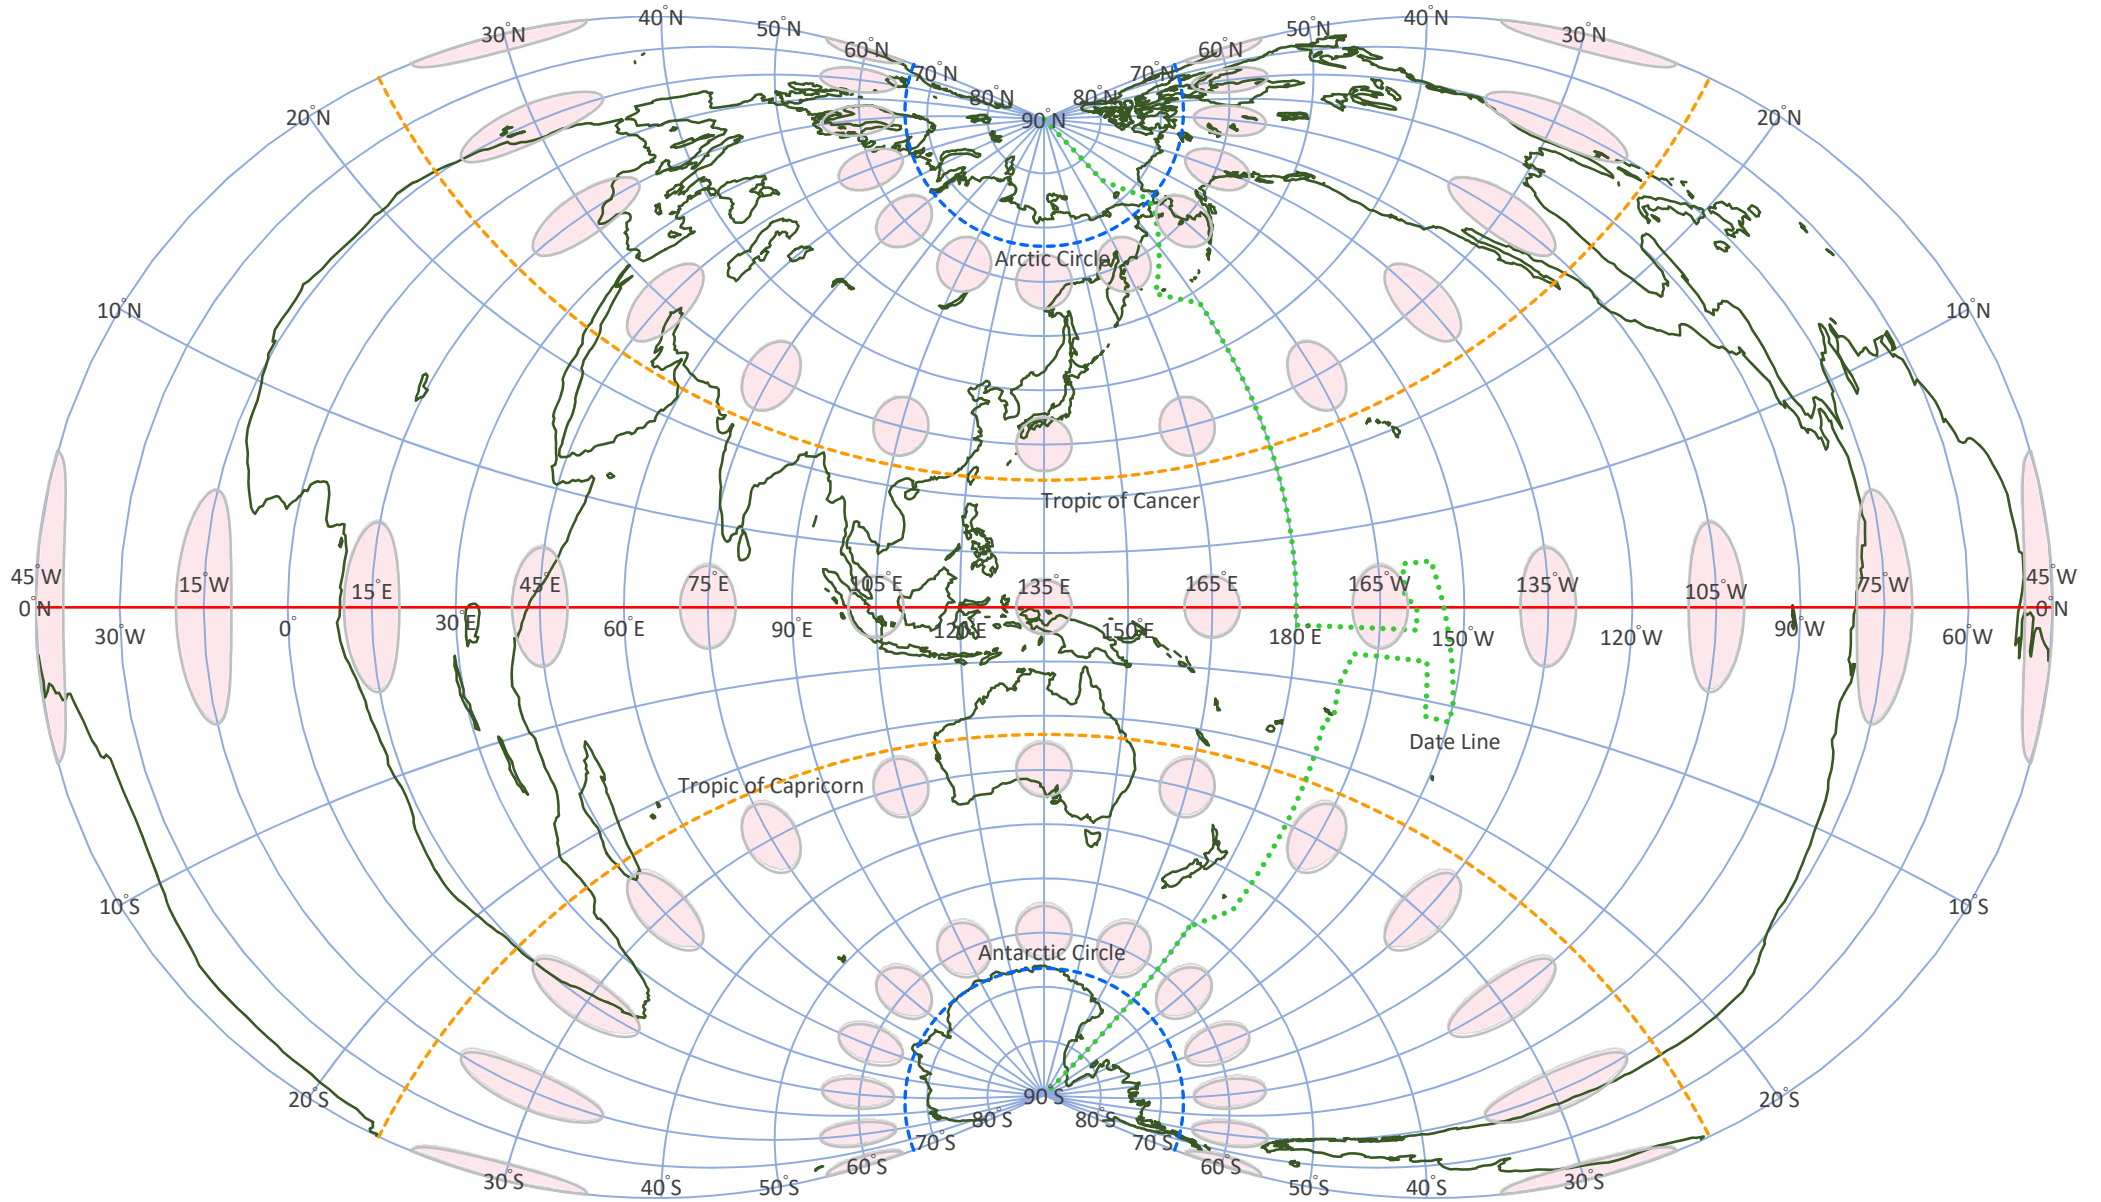 40°N
40°N
50°N
50°N
30°N
30°N
60°N
60°N
70°N
70°N
80°N
80°N
20°N
90°N
20°N
Arctic Circle
10°N
10°N
Tropic of Cancer
45°W
15°W
15°E
45°E
75°E
105°E
135°E
165°E
165°W
135°W
105°W
75°W
45°W
0°N
0°N
30°W
0°
30°E
60°E
90°E
120°E
150°E
180°E
150°W
120°W
90°W
60°W
Date Line
Tropic of Capricorn
10°S
10°S
Antarctic Circle
20°S
90°S
20°S
80°S
80°S
70°S
70°S
60°S
60°S
30°S
30°S
40°S
50°S
50°S
40°S